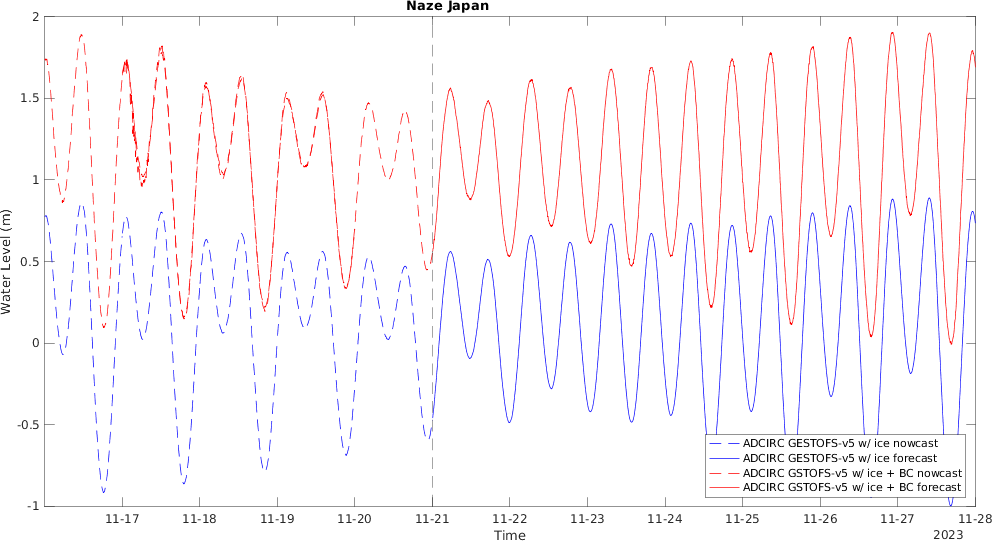 Naze Japan
2
1.5
1
0.5
0
-0.5
-1
Water Level (m)
11-17
11-18
11-19
11-20
11-21
11-22
11-23
11-24
11-25
11-26
11-27
11-28
Time
2023
ADCIRC GESTOFS-v5 w/ ice nowcast
ADCIRC GESTOFS-v5 w/ ice forecast
ADCIRC GSTOFS-v5 w/ ice + BC nowcast
ADCIRC GSTOFS-v5 w/ ice + BC forecast